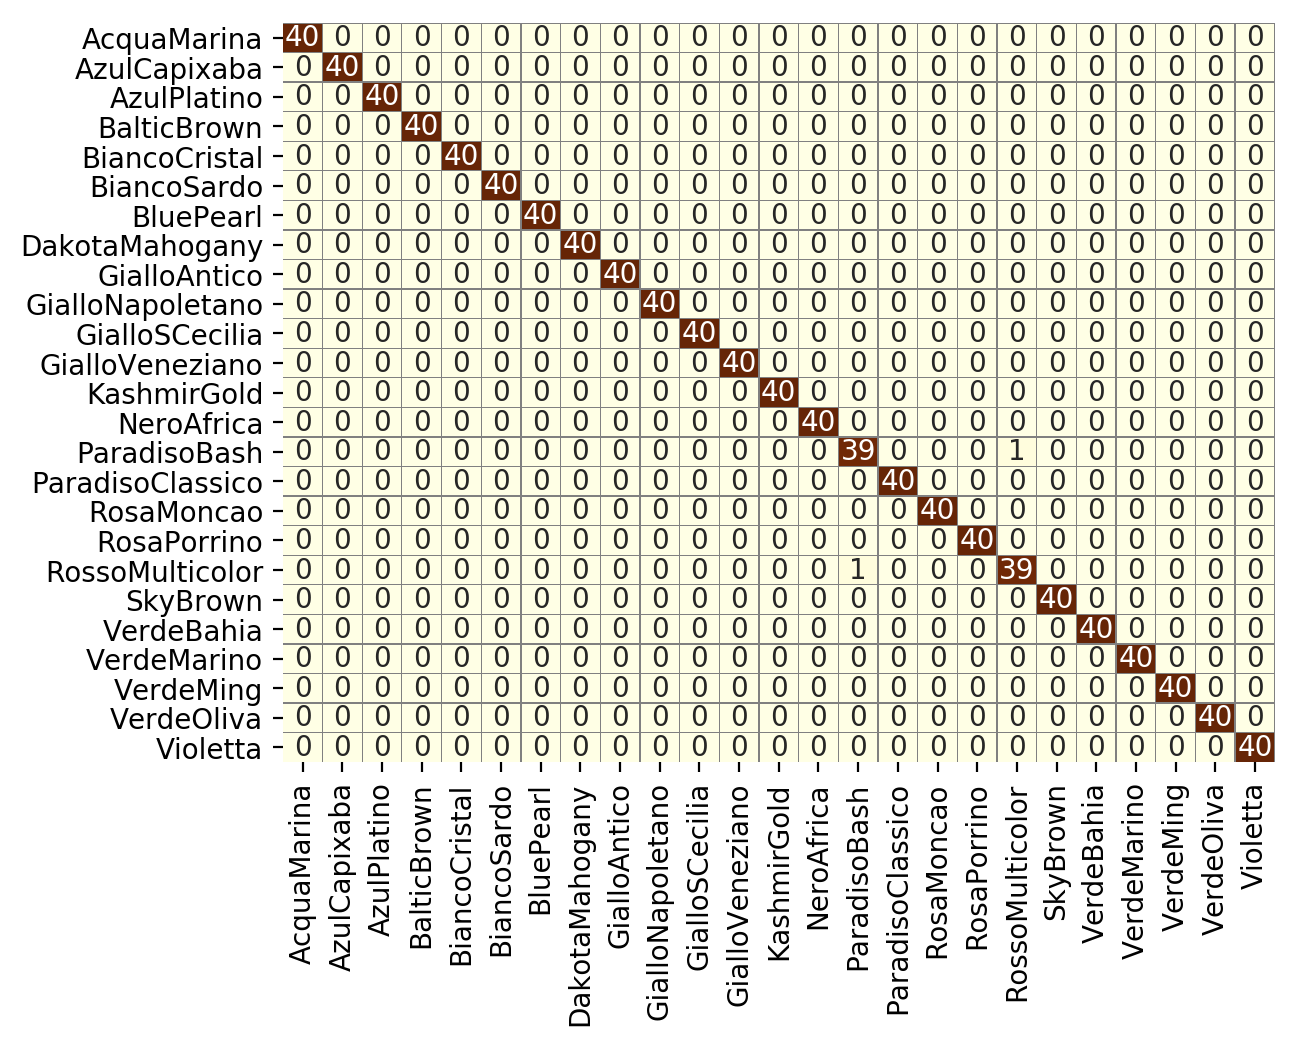 AcquaMarina 40 0 0 0 0 0 0 0 0 0 0 0 0 0 0 0 0 0 0 0 0 0 0 0 0
AzulCapixaba 0 40 0 0 0 0 0 0 0 0 0 0 0 0 0 0 0 0 0 0 0 0 0 0 0
AzulPlatino 0 0 40 0 0 0 0 0 0 0 0 0 0 0 0 0 0 0 0 0 0 0 0 0 0
BalticBrown 0 0 0 40 0 0 0 0 0 0 0 0 0 0 0 0 0 0 0 0 0 0 0 0 0
BiancoCristal 0 0 0 0 40 0 0 0 0 0 0 0 0 0 0 0 0 0 0 0 0 0 0 0 0
BiancoSardo 0 0 0 0 0 40 0 0 0 0 0 0 0 0 0 0 0 0 0 0 0 0 0 0 0
BluePearl 0 0 0 0 0 0 40 0 0 0 0 0 0 0 0 0 0 0 0 0 0 0 0 0 0
DakotaMahogany 0 0 0 0 0 0 0 40 0 0 0 0 0 0 0 0 0 0 0 0 0 0 0 0 0
GialloAntico 0 0 0 0 0 0 0 0 40 0 0 0 0 0 0 0 0 0 0 0 0 0 0 0 0
GialloNapoletano 0 0 0 0 0 0 0 0 0 40 0 0 0 0 0 0 0 0 0 0 0 0 0 0 0
GialloSCecilia 0 0 0 0 0 0 0 0 0 0 40 0 0 0 0 0 0 0 0 0 0 0 0 0 0
GialloVeneziano 0 0 0 0 0 0 0 0 0 0 0 40 0 0 0 0 0 0 0 0 0 0 0 0 0
KashmirGold 0 0 0 0 0 0 0 0 0 0 0 0 40 0 0 0 0 0 0 0 0 0 0 0 0
NeroAfrica 0 0 0 0 0 0 0 0 0 0 0 0 0 40 0 0 0 0 0 0 0 0 0 0 0
ParadisoBash 0 0 0 0 0 0 0 0 0 0 0 0 0 0 39 0 0 0 1 0 0 0 0 0 0
ParadisoClassico 0 0 0 0 0 0 0 0 0 0 0 0 0 0 0 40 0 0 0 0 0 0 0 0 0
RosaMoncao 0 0 0 0 0 0 0 0 0 0 0 0 0 0 0 0 40 0 0 0 0 0 0 0 0
RosaPorrino 0 0 0 0 0 0 0 0 0 0 0 0 0 0 0 0 0 40 0 0 0 0 0 0 0
RossoMulticolor 0 0 0 0 0 0 0 0 0 0 0 0 0 0 1 0 0 0 39 0 0 0 0 0 0
SkyBrown 0 0 0 0 0 0 0 0 0 0 0 0 0 0 0 0 0 0 0 40 0 0 0 0 0
VerdeBahia 0 0 0 0 0 0 0 0 0 0 0 0 0 0 0 0 0 0 0 0 40 0 0 0 0
VerdeMarino 0 0 0 0 0 0 0 0 0 0 0 0 0 0 0 0 0 0 0 0 0 40 0 0 0
VerdeMing 0 0 0 0 0 0 0 0 0 0 0 0 0 0 0 0 0 0 0 0 0 0 40 0 0
VerdeOliva 0 0 0 0 0 0 0 0 0 0 0 0 0 0 0 0 0 0 0 0 0 0 0 40 0
Violetta 0 0 0 0 0 0 0 0 0 0 0 0 0 0 0 0 0 0 0 0 0 0 0 0 40
AcquaMarina
AzulCapixaba
AzulPlatino
BalticBrown
BiancoCristal
BiancoSardo
BluePearl
DakotaMahogany
GialloAntico
GialloNapoletano
GialloSCecilia
GialloVeneziano
KashmirGold
NeroAfrica
ParadisoBash
ParadisoClassico
RosaMoncao
RosaPorrino
RossoMulticolor
SkyBrown
VerdeBahia
VerdeMarino
VerdeMing
VerdeOliva
Violetta